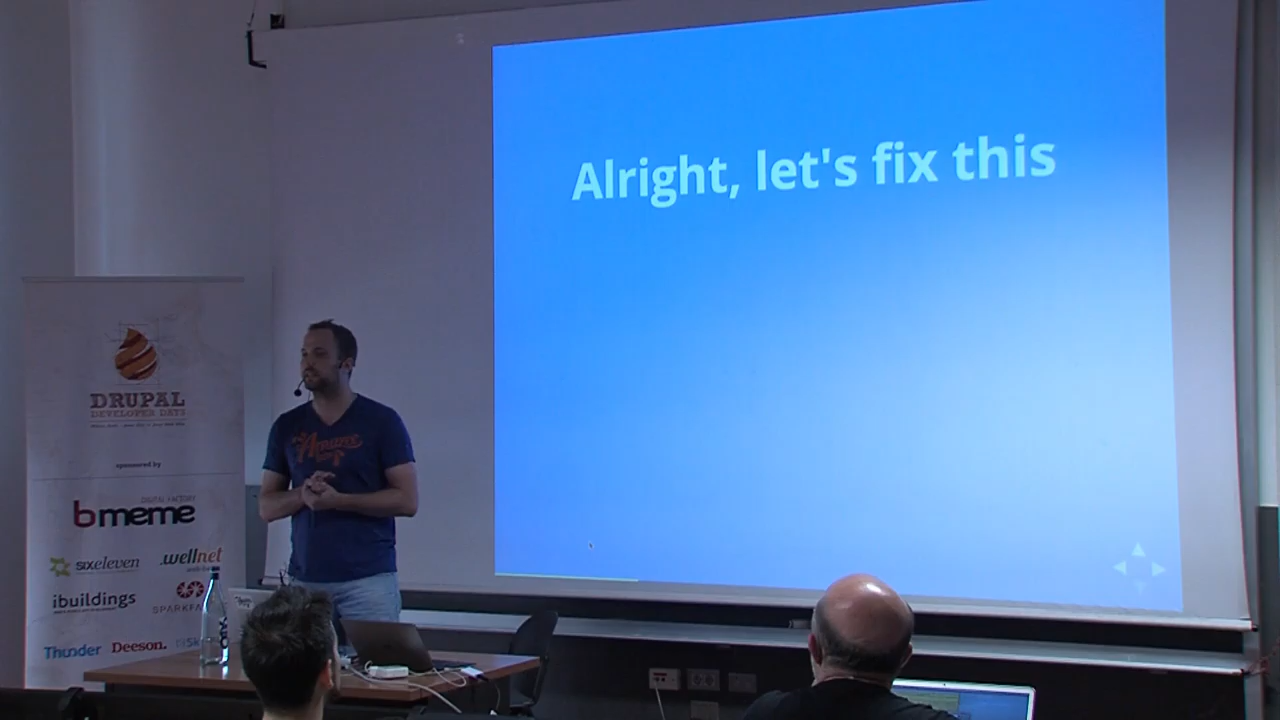 Alright, let's fix this
DRUPAL
DEVELOPER DAYS
sponsored by
DIGITAL FACTORY
bmeme
sixeleven
.wellnet
ibuildings
Thunder
Deeson.